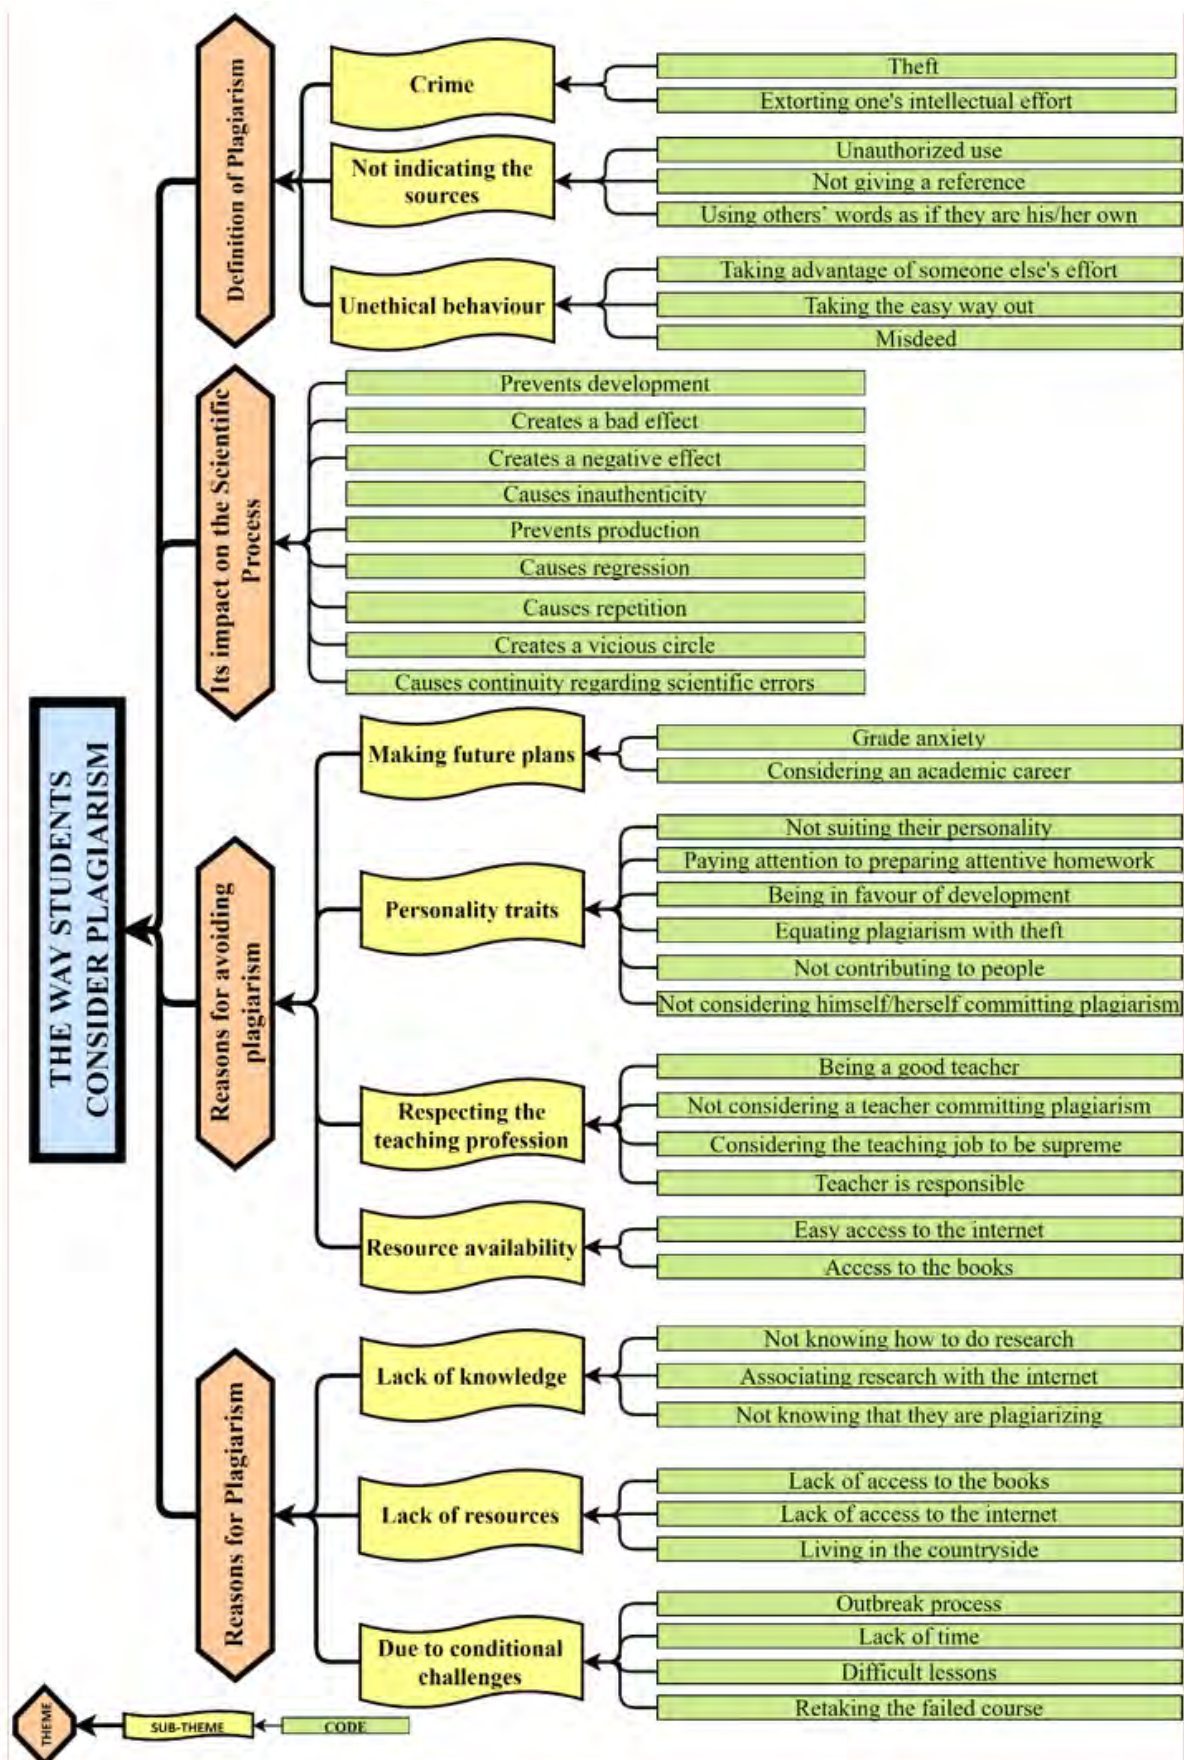 THE WAY STUDENTS
CONSIDER PLAGIARISM
Definition of Plagiarism
Crime
Theft
Extorting one's intellectual effort
Not indicating the
sources
Unauthorized use
Not giving a reference
Using others' words as if they are his/her own
Unethical behaviour
Taking advantage of someone else's effort
Taking the easy way out
Misdeed
Its impact on the Scientific
Process
Prevents development
Creates a bad effect
Creates a negative effect
Causes inauthenticity
Prevents production
Causes regression
Causes repetition
Creates a vicious circle
Causes continuity regarding scientific errors
Reasons for avoiding
plagiarism
Making future plans
Grade anxiety
Considering an academic career
Personality traits
Not suiting their personality
Paying attention to preparing attentive homework
Being in favour of development
Equating plagiarism with theft
Not contributing to people
Not considering himself/herself committing plagiarism
Respecting the
teaching profession
Being a good teacher
Not considering a teacher committing plagiarism
Considering the teaching job to be supreme
Teacher is responsible
Resource availability
Easy access to the internet
Access to the books
Reasons for Plagiarism
Lack of knowledge
Not knowing how to do research
Associating research with the internet
Not knowing that they are plagiarizing
Lack of resources
Lack of access to the books
Lack of access to the internet
Living in the countryside
Due to conditional
challenges
Outbreak process
Lack of time
Difficult lessons
Retaking the failed course
THEME
SUB-THEME
CODE